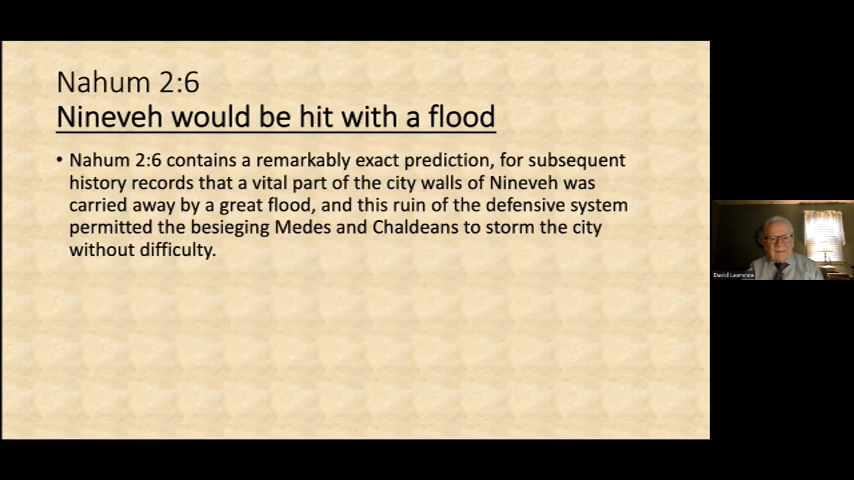 Nahum 2:6
Nineveh would be hit with a flood
• Nahum 2:6 contains a remarkably exact prediction, for subsequent
history records that a vital part of the city walls of Nineveh was
carried away by a great flood, and this ruin of the defensive system
permitted the besieging Medes and Chaldeans to storm the city
without difficulty.
David